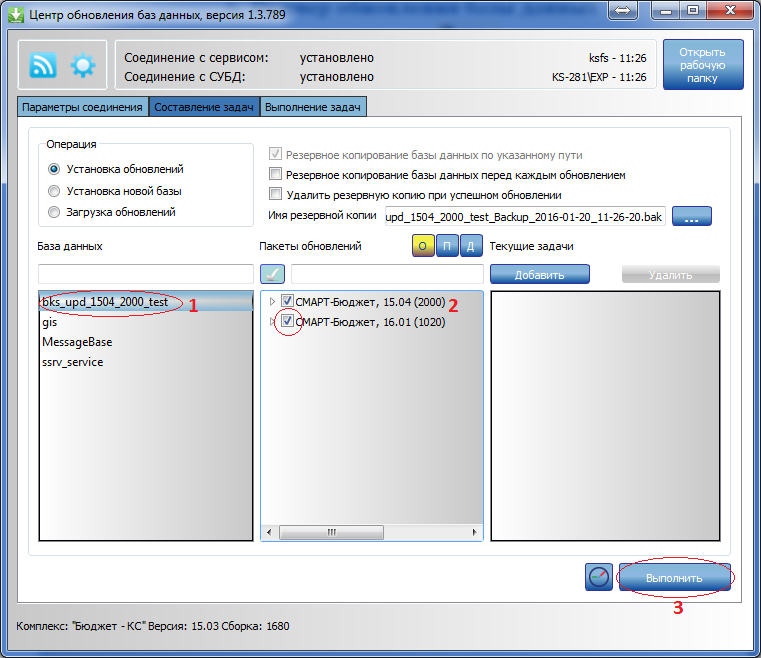 Центр обновления баз данных, версия 1.3.789
Соединение с сервисом: установлено ksfs - 11:26
Соединение с СУБД: установлено KS-281\EXP - 11:26
Открыть
рабочую
папку
Параметры соединения Составление задач Выполнение задач
Операция
Установка обновлений
Установка новой базы
Загрузка обновлений
Резервное копирование базы данных по указанному пути
Резервное копирование базы данных перед каждым обновлением
Удалить резервную копию при успешном обновлении
Имя резервной копии upd_1504_2000_test_Backup_2016-01-20_11-26-20.bak ...
База данных Пакеты обновлений О П Д Текущие задачи
Добавить Удалить
bks_upd_1504_2000_test 1
gis
MessageBase
ssrv_service
СМАРТ-Бюджет, 15.04 (2000) 2
СМАРТ-Бюджет, 16.01 (1020)
Выполнить
3
Комплекс: "Бюджет - КС" Версия: 15.03 Сборка: 1680